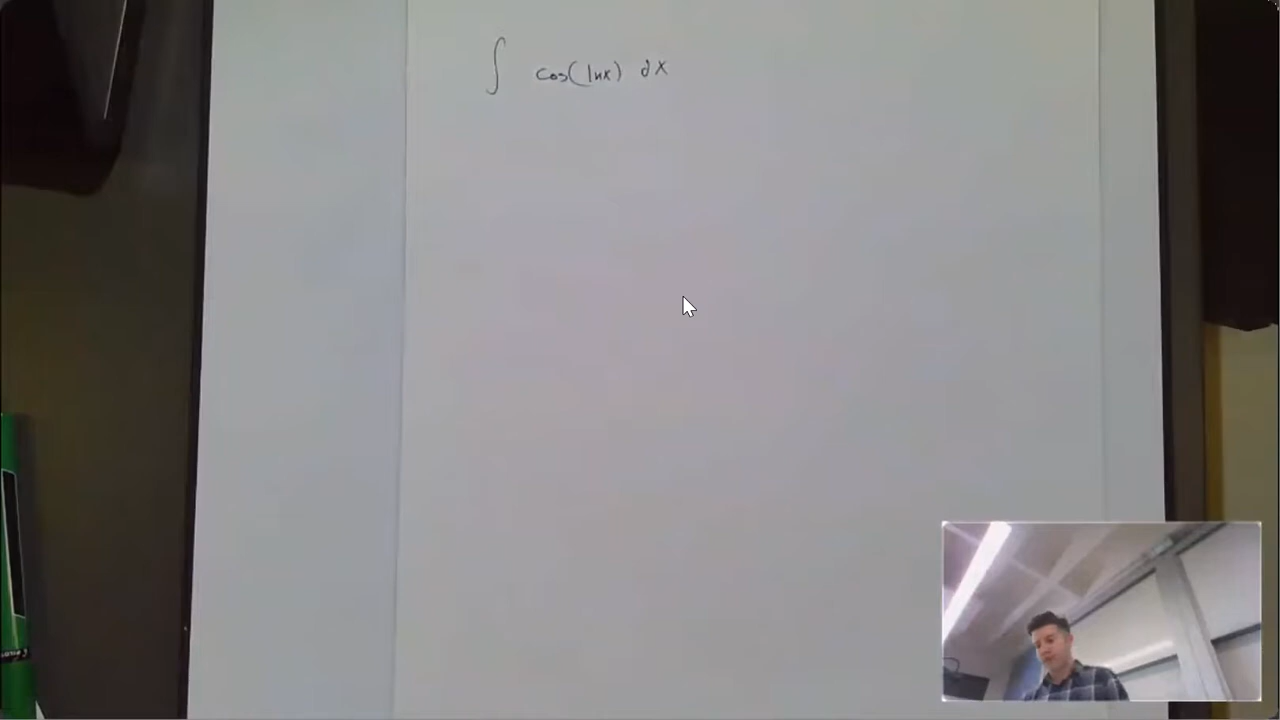 ∫ cos(lnx) dx